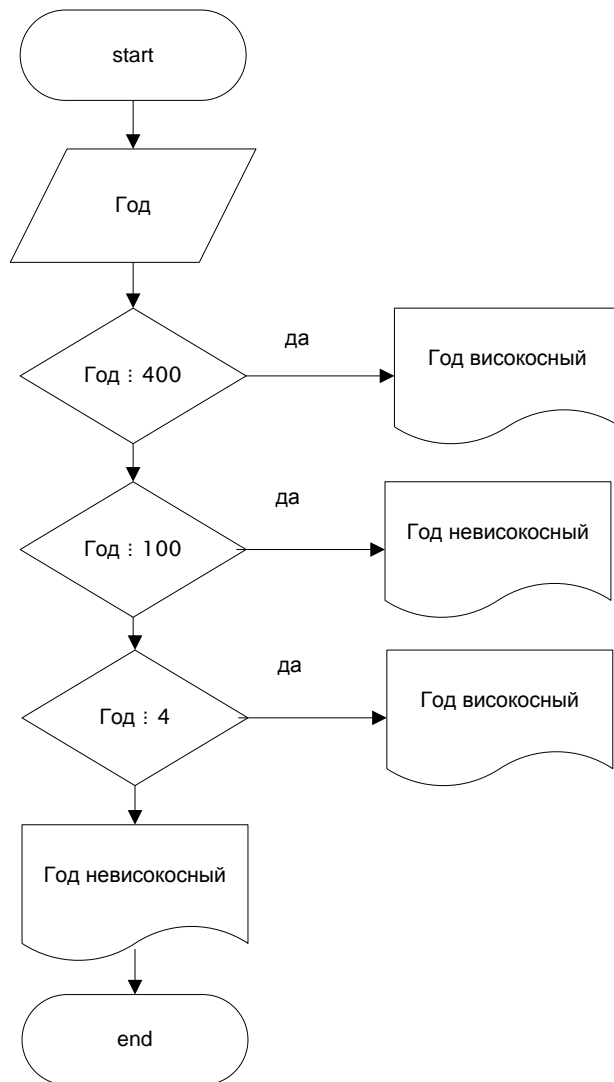 start
Год
Год ⋮ 400
да
Год високосный
Год ⋮ 100
да
Год невисокосный
Год ⋮ 4
да
Год високосный
Год невисокосный
end